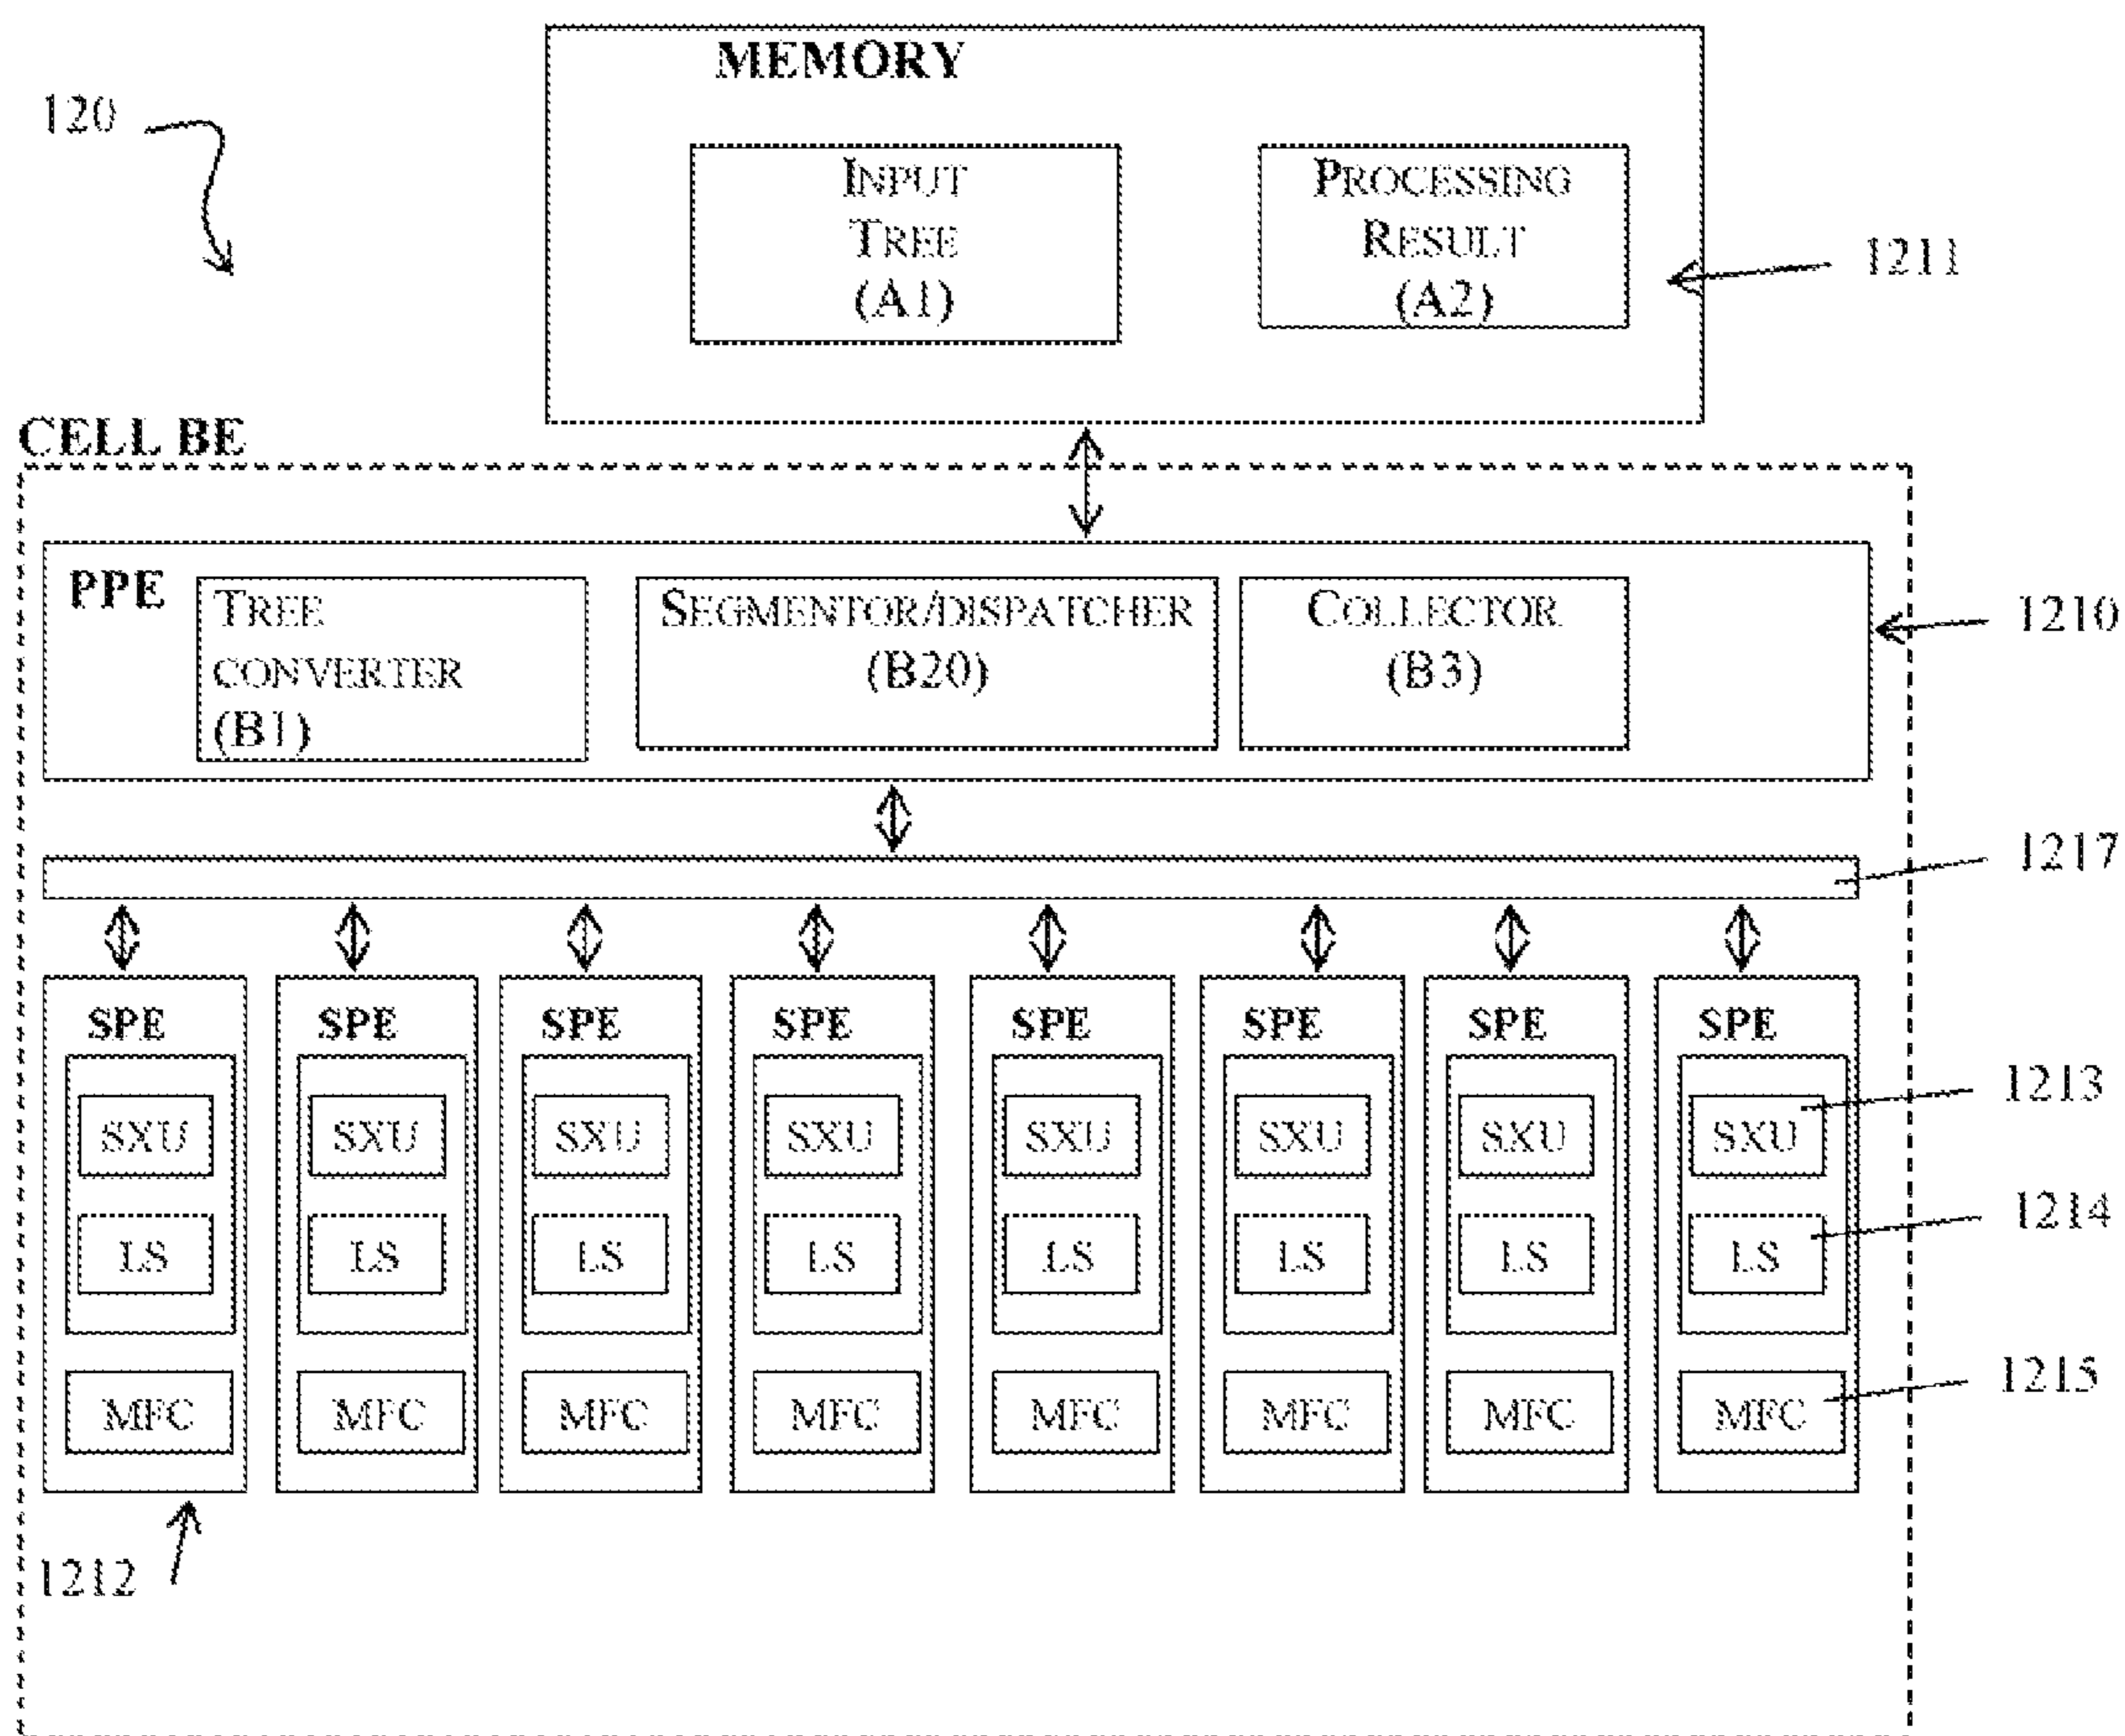 MEMORY
120
INPUT
TREE
(A1)
PROCESSING
RESULT
(A2)
1211
CELL BE
PPE
TREE
CONVERTER
(B1)
SEGMENTOR/DISPATCHER
(B20)
COLLECTOR
(B3)
1210
1217
SPE SPE SPE SPE SPE SPE SPE SPE
SXU SXU SXU SXU SXU SXU SXU SXU
1213
LS LS LS LS LS LS LS LS
1214
MFC MFC MFC MFC MFC MFC MFC MFC
1215
1212